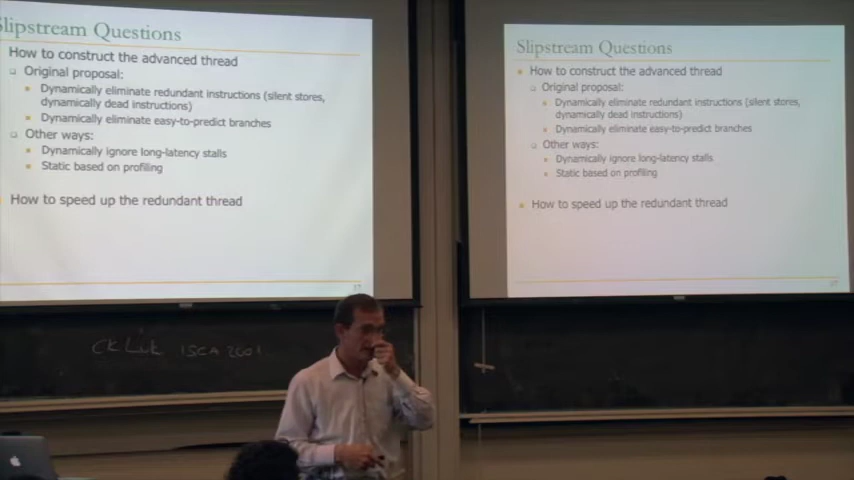 Slipstream Questions
How to construct the advanced thread
Original proposal:
Dynamically eliminate redundant instructions (silent stores,
dynamically dead instructions)
Dynamically eliminate easy-to-predict branches
Other ways:
Dynamically ignore long-latency stalls
Static based on profiling
How to speed up the redundant thread
Slipstream Questions
How to construct the advanced thread
Original proposal:
Dynamically eliminate redundant instructions (silent stores,
dynamically dead instructions)
Dynamically eliminate easy-to-predict branches
Other ways:
Dynamically ignore long-latency stalls
Static based on profiling
How to speed up the redundant thread
CK Luk ISCA 2001